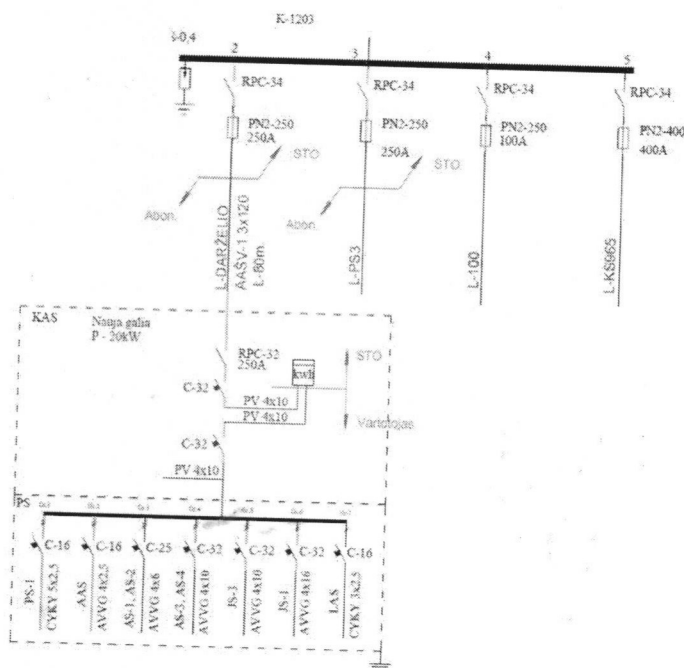 K-1203
2
3
4
5
RPC-34
RPC-34
RPC-34
RPC-34
PN2-250
250A
PN2-250
250A
PN2-250
100A
PN2-400
400A
STO
STO
Abon.
Abon.
L-DARŽELIO
AAŠV-1 3x120
L-80m.
L-PS3
L-100
L-KS965
KAS
Nauja galia
P - 20kW
RPC-32
250A
C-32
kwh
STO
PV 4x10
PV 4x10
Vartotojas
C-32
PV 4x10
PS
C-16
C-16
C-25
C-32
C-32
C-32
C-16
PS-1
CYKY 5x2,5
AAS
AVVG 4x2,5
AS-1, AS-2
AVVG 4x6
AS-3, AS-4
AVVG 4x10
JS-3
AVVG 4x10
JS-1
AVVG 4x16
LAS
CYKY 3x2,5